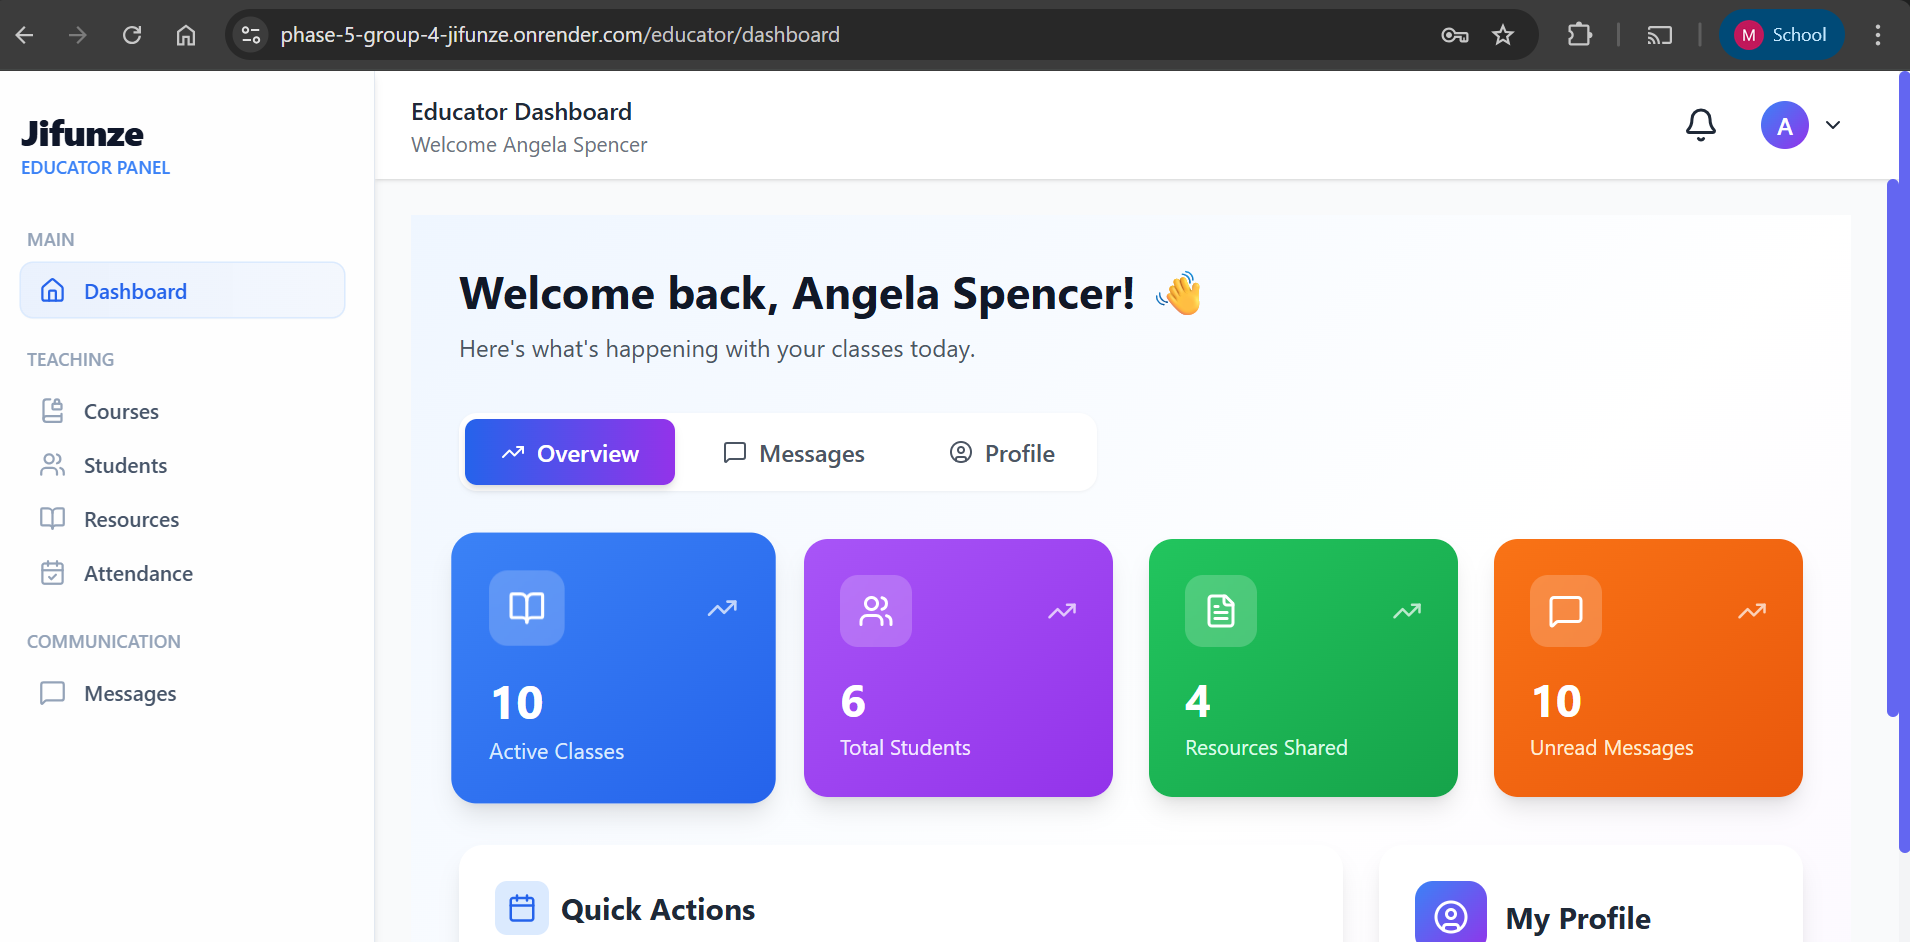 phase-5-group-4-jifunze.onrender.com/educator/dashboard
M School
Jifunze
EDUCATOR PANEL
MAIN
Dashboard
TEACHING
Courses
Students
Resources
Attendance
COMMUNICATION
Messages
Educator Dashboard
Welcome Angela Spencer
A
Welcome back, Angela Spencer! 👋
Here's what's happening with your classes today.
Overview Messages Profile
10
Active Classes
6
Total Students
4
Resources Shared
10
Unread Messages
Quick Actions
My Profile